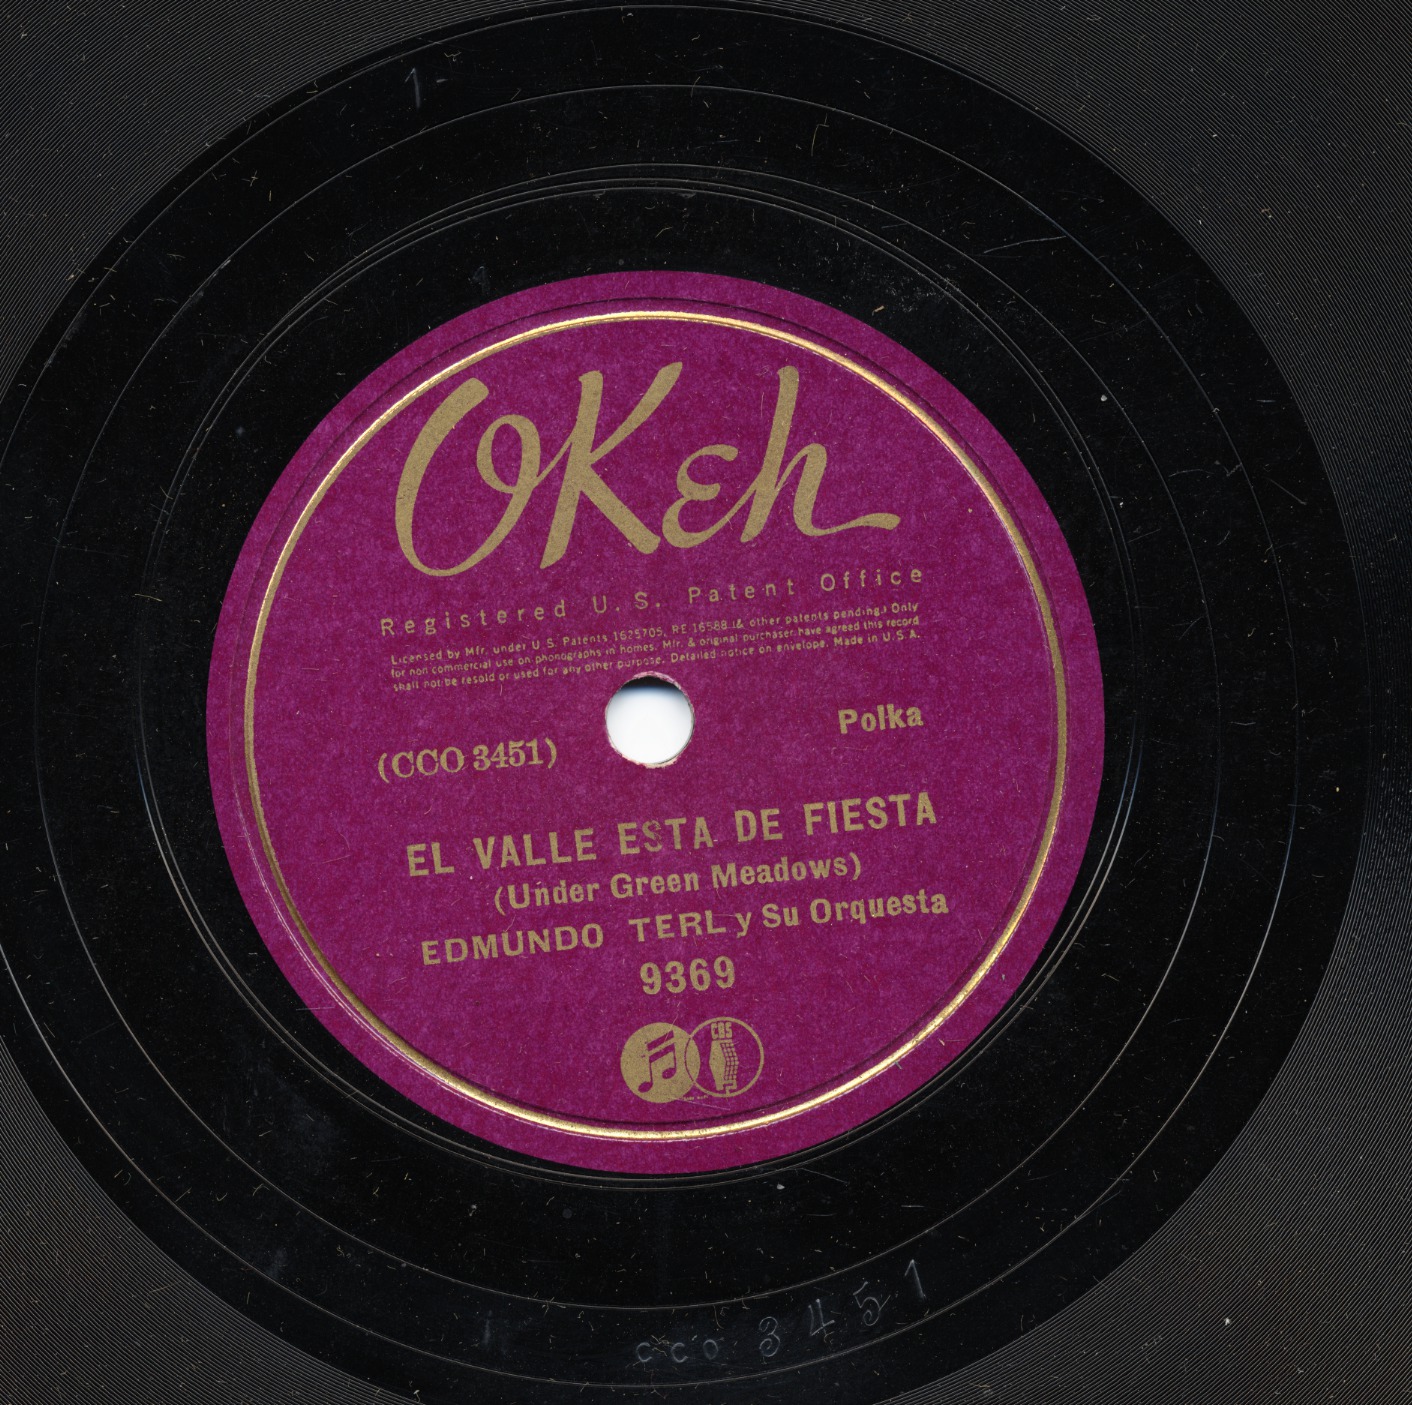 1-
OKeh
Registered U.S. Patent Office
Licensed by Mfr. under U.S. Patents 1625705, RE 16588 (& other patents pending.) Only
for non commercial use on phonographs in homes. Mfr. & original purchaser have agreed this record
shall not be resold or used for any other purpose. Detailed notice on envelope. Made in U.S.A.
Polka
(CCO 3451)
EL VALLE ESTA DE FIESTA
(Under Green Meadows)
EDMUNDO TERL y Su Orquesta
9369
CBS
cco 3451